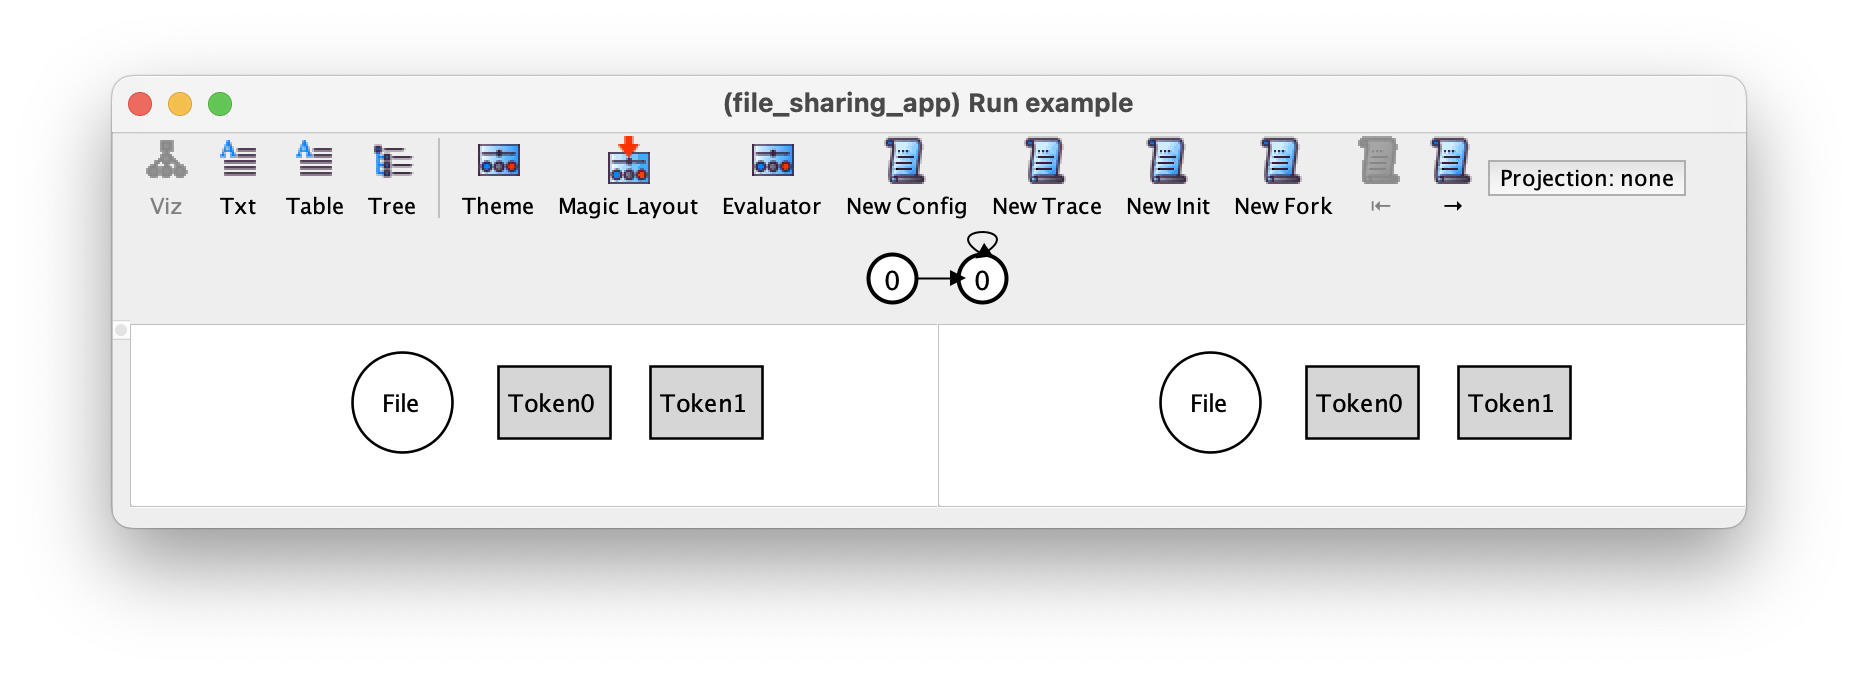 (file_sharing_app) Run example
Viz Txt Table Tree Theme Magic Layout Evaluator New Config New Trace New Init New Fork ⇤ → Projection: none
0 0
File Token0 Token1 File Token0 Token1